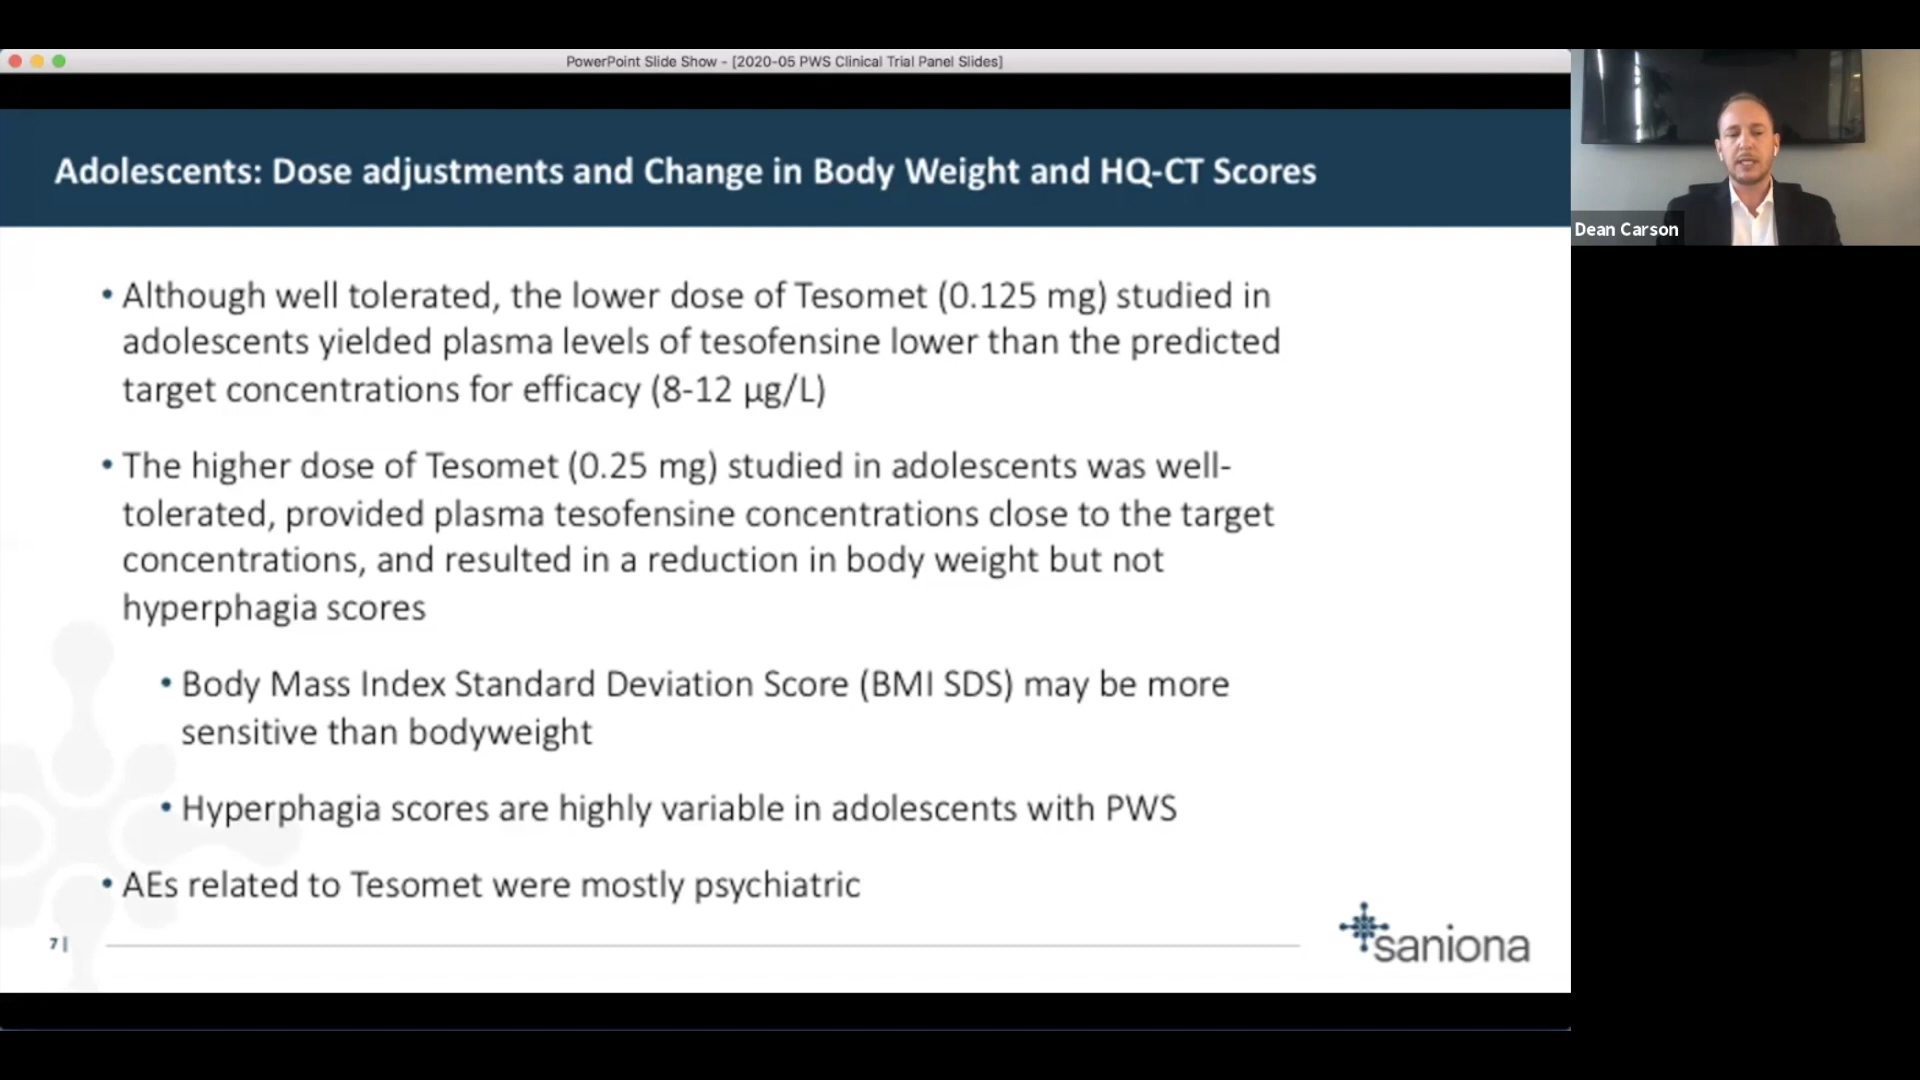 PowerPoint Slide Show - [2020-05 PWS Clinical Trial Panel Slides]
Adolescents: Dose adjustments and Change in Body Weight and HQ-CT Scores
Dean Carson
• Although well tolerated, the lower dose of Tesomet (0.125 mg) studied in
adolescents yielded plasma levels of tesofensine lower than the predicted
target concentrations for efficacy (8-12 µg/L)
• The higher dose of Tesomet (0.25 mg) studied in adolescents was well-
tolerated, provided plasma tesofensine concentrations close to the target
concentrations, and resulted in a reduction in body weight but not
hyperphagia scores
• Body Mass Index Standard Deviation Score (BMI SDS) may be more
sensitive than bodyweight
• Hyperphagia scores are highly variable in adolescents with PWS
• AEs related to Tesomet were mostly psychiatric
7 |
saniona